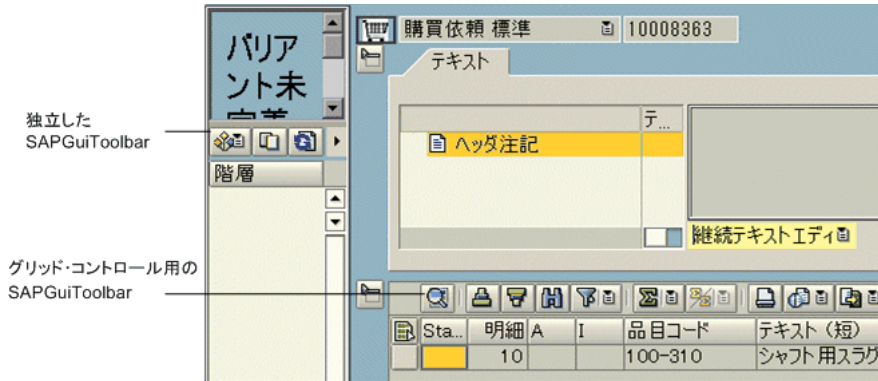 独立した
SAPGuiToolbar
グリッド・コントロール用の
SAPGuiToolbar
バリア
ント未
定義
階層
購買依頼 標準 10008363
テキスト
テ...
ヘッダ注記
継続テキストエディ
Sta... 明細 A I 品目コード テキスト（短）
10 100-310 シャフト用スラグ